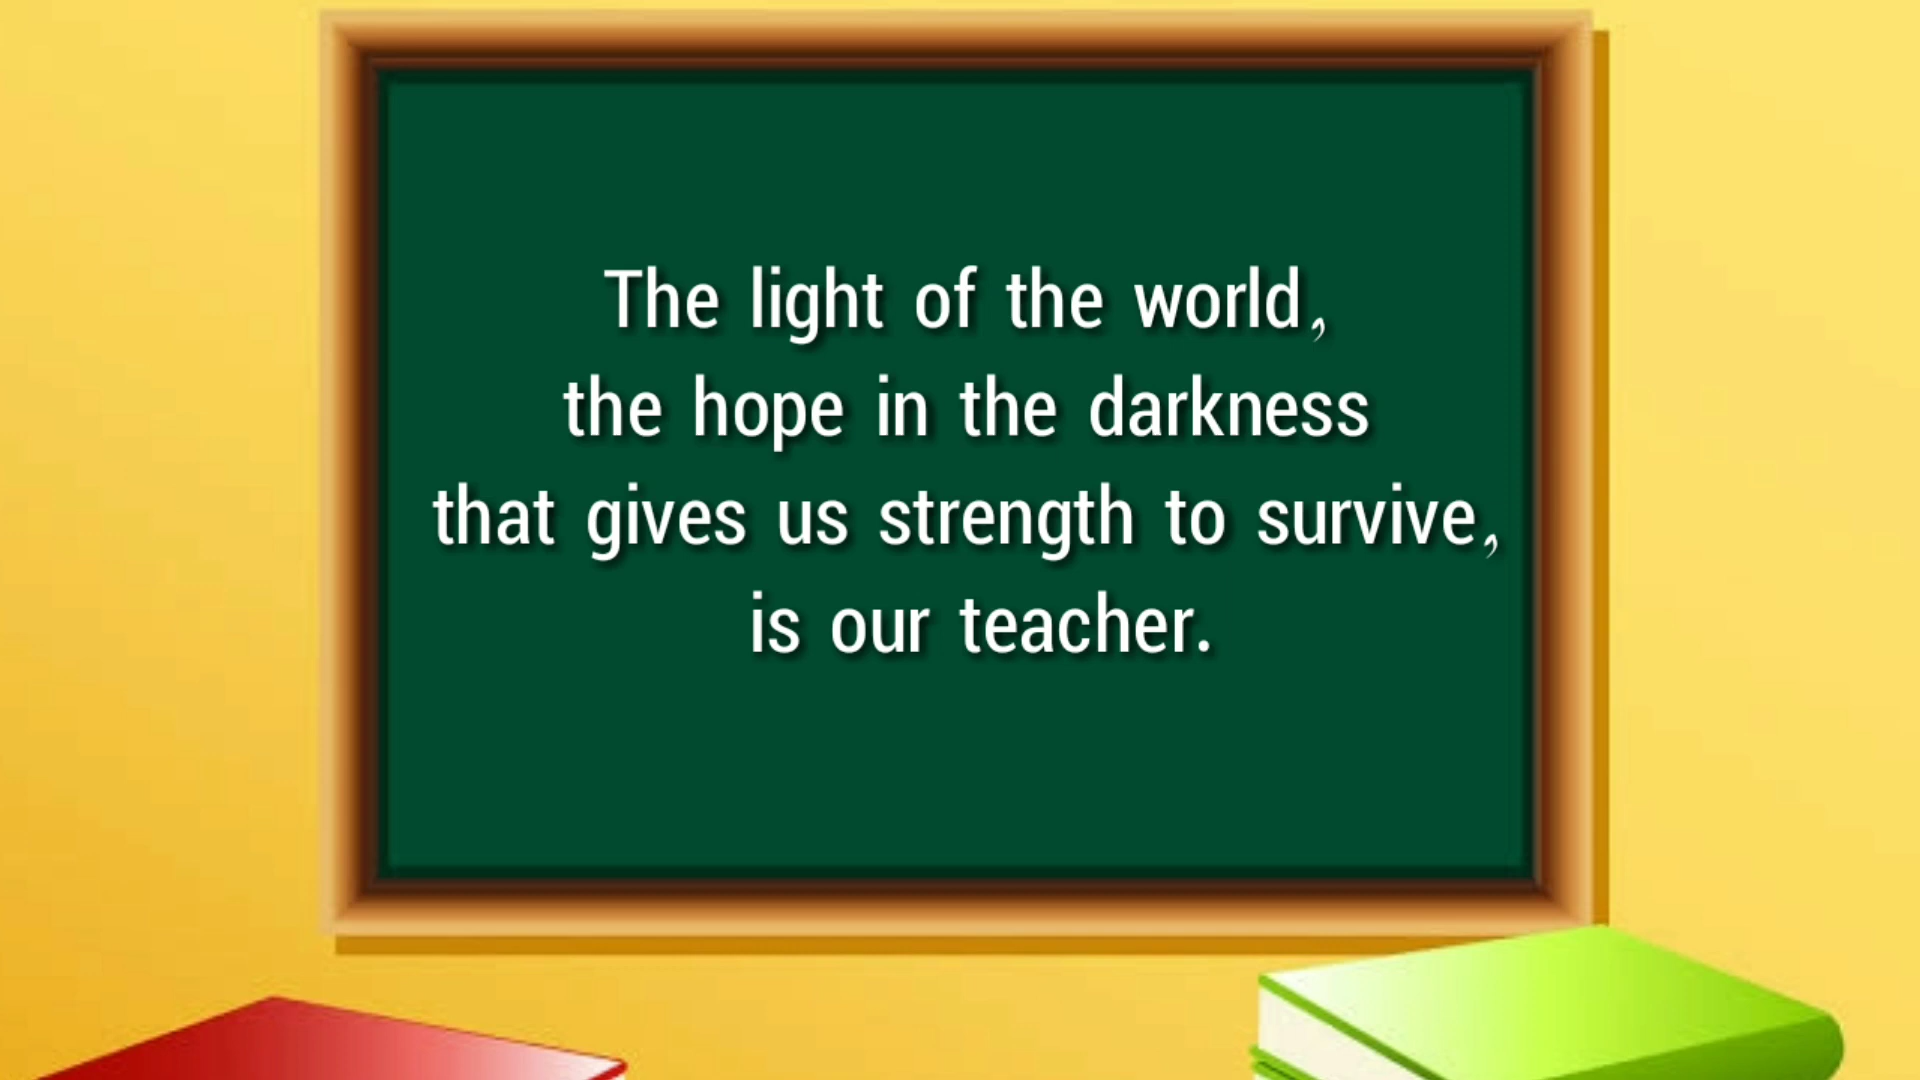 The light of the world,
the hope in the darkness
that gives us strength to survive,
is our teacher.